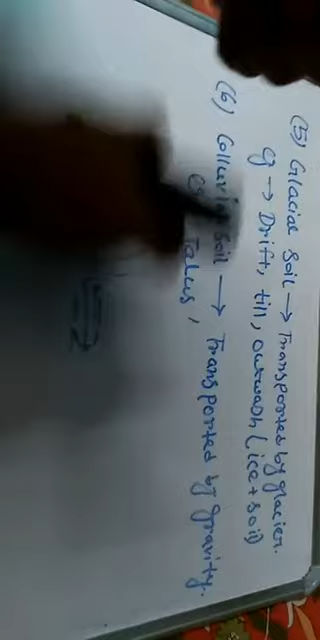 (5) Glacial Soil → Transported by glacier.
eg → Drift, till, outwash (ice + soil)
(6) Colluvial Soil → Transported by gravity.
Talus,